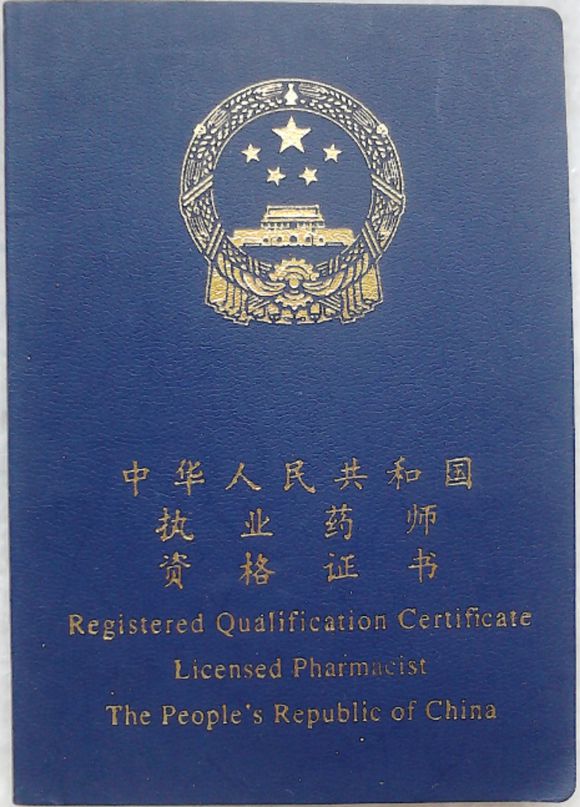 中华人民共和国
执业药师
资格证书
Registered Qualification Certificate
Licensed Pharmacist
The People's Republic of China